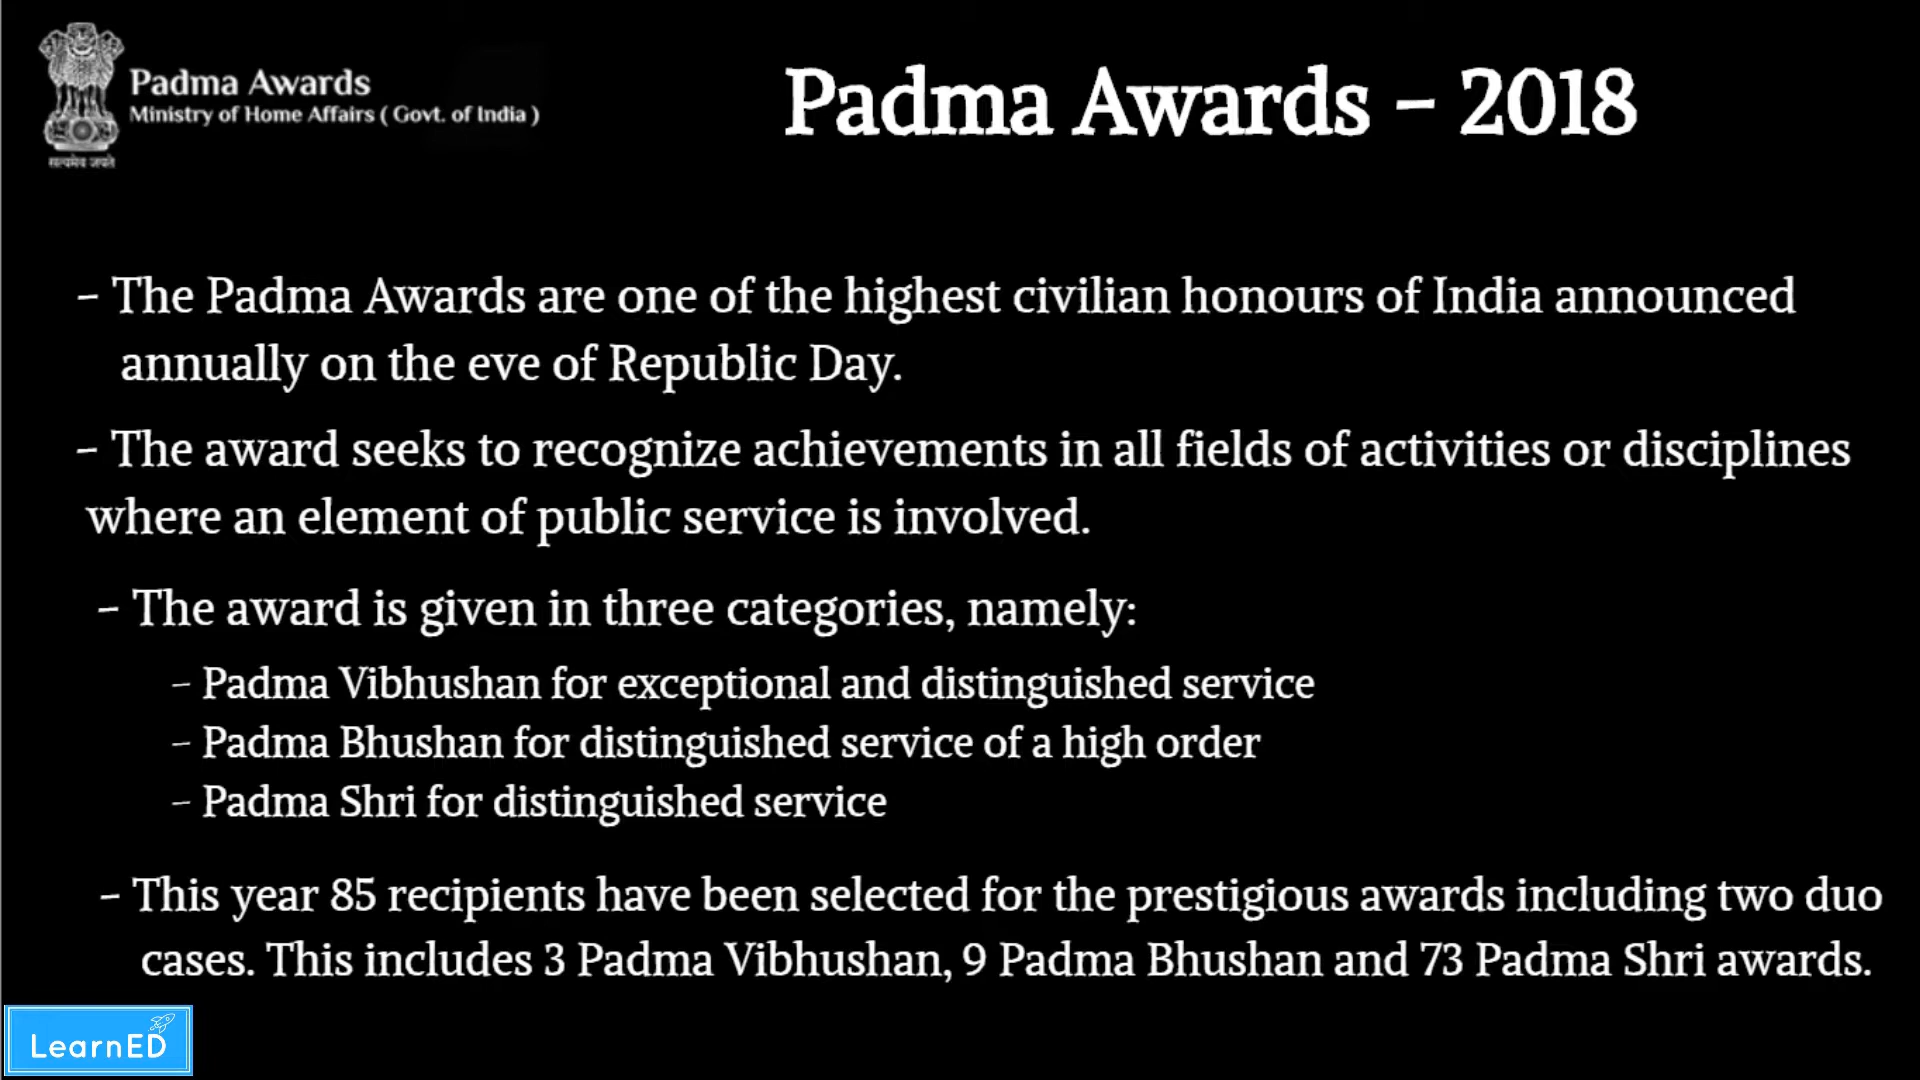 Padma Awards
Ministry of Home Affairs ( Govt. of India )
सत्यमेव जयते
Padma Awards - 2018
- The Padma Awards are one of the highest civilian honours of India announced
annually on the eve of Republic Day.
- The award seeks to recognize achievements in all fields of activities or disciplines
where an element of public service is involved.
- The award is given in three categories, namely:
- Padma Vibhushan for exceptional and distinguished service
- Padma Bhushan for distinguished service of a high order
- Padma Shri for distinguished service
- This year 85 recipients have been selected for the prestigious awards including two duo
cases. This includes 3 Padma Vibhushan, 9 Padma Bhushan and 73 Padma Shri awards.
LearnED